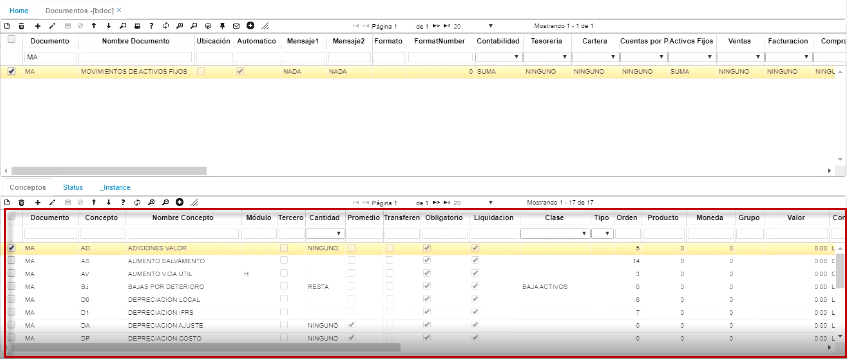 Home Documentos -[bdoc] ×
Página 1 de 1 20 Mostrando 1 - 1 de 1
Documento Nombre Documento Ubicación Automatico Mensaje1 Mensaje2 Formato FormatNumber Contabilidad Tesorería Cartera Cuentas por P Activos Fijos Ventas Facturacion Compra
MA
MA MOVIMIENTOS DE ACTIVOS FIJOS NADA NADA 0 SUMA NINGUNO NINGUNO NINGUNO SUMA NINGUNO NINGUNO NINGU
Conceptos Status _Instance
Página 1 de 1 20 Mostrando 1 - 17 de 17
Documento Concepto Nombre Concepto Módulo Tercero Cantidad Promedio Transferen Obligatorio Liquidacion Clase Tipo Orden Producto Moneda Grupo Valor Cor
MA AD ADICIONES VALOR NINGUNO 5 0 0 0.00 L
MA AS AUMENTO SALVAMENTO 14 0 0 0.00 C
MA AV AUMENTO VIDA UTIL H 3 0 0 0.00 C
MA BJ BAJAS POR DETERIORO RESTA BAJA ACTIVOS 0 0 0 0.00 L
MA D0 DEPRECIACION LOCAL 6 0 0 0.00 L
MA D1 DEPRECIACION IFRS 7 0 0 0.00 L
MA DA DEPRECIACION AJUSTE NINGUNO 0 0 0 0.00 L
MA DP DEPRECIACION COSTO NINGUNO 0 0 0 0.00 L